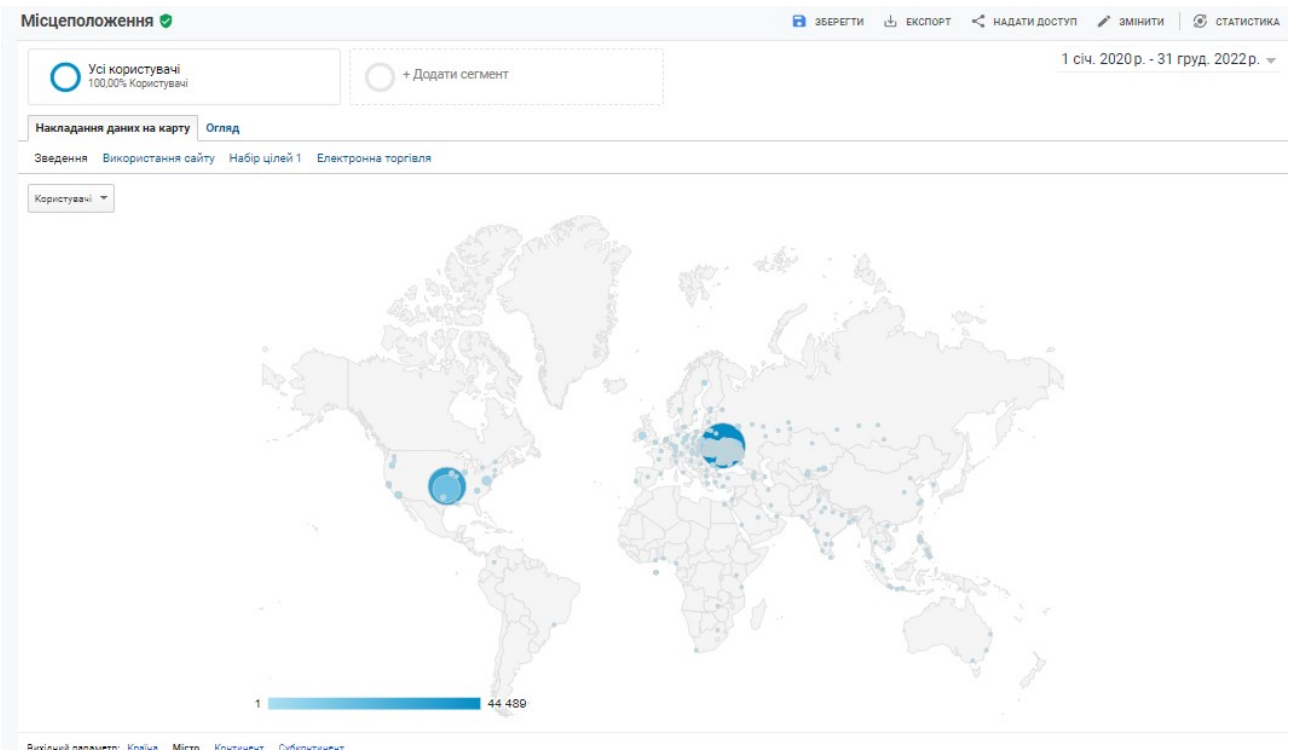 Місцеположення
ЗБЕРЕГТИ ЕКСПОРТ НАДАТИ ДОСТУП ЗМІНИТИ СТАТИСТИКА
1 січ. 2020 р. - 31 груд. 2022 р.
Усі користувачі
100,00% Користувачі
+ Додати сегмент
Накладання даних на карту Огляд
Зведення Використання сайту Набір цілей 1 Електронна торгівля
Користувачі
1 44 489
Вихідний параметр: Країна Місто Континент Субконтинент